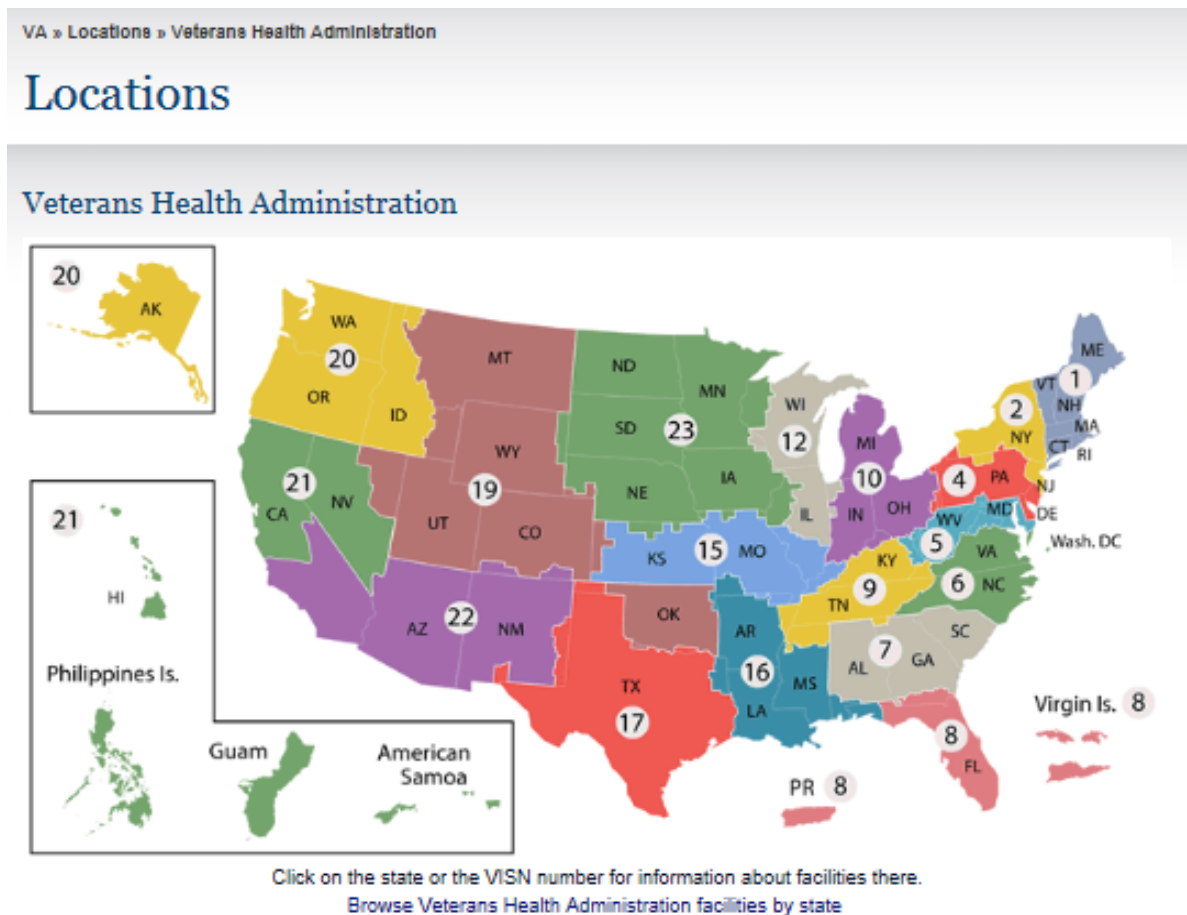 VA » Locations » Veterans Health Administration
Locations
Veterans Health Administration
20
AK
WA
20
OR
ID
MT
ND
MN
ME
VT
1
NH
MA
CT
RI
2
NY
WI
12
MI
SD
23
WY
19
21
NV
CA
UT
CO
NE
IA
IL
10
IN
OH
4
PA
NJ
DE
MD
WV
5
Wash. DC
VA
6
NC
KS
15
MO
KY
9
TN
21
HI
AZ
22
NM
OK
AR
16
MS
LA
AL
7
GA
SC
TX
17
8
FL
Virgin Is. 8
PR 8
Philippines Is.
Guam
American
Samoa
Click on the state or the VISN number for information about facilities there.
Browse Veterans Health Administration facilities by state